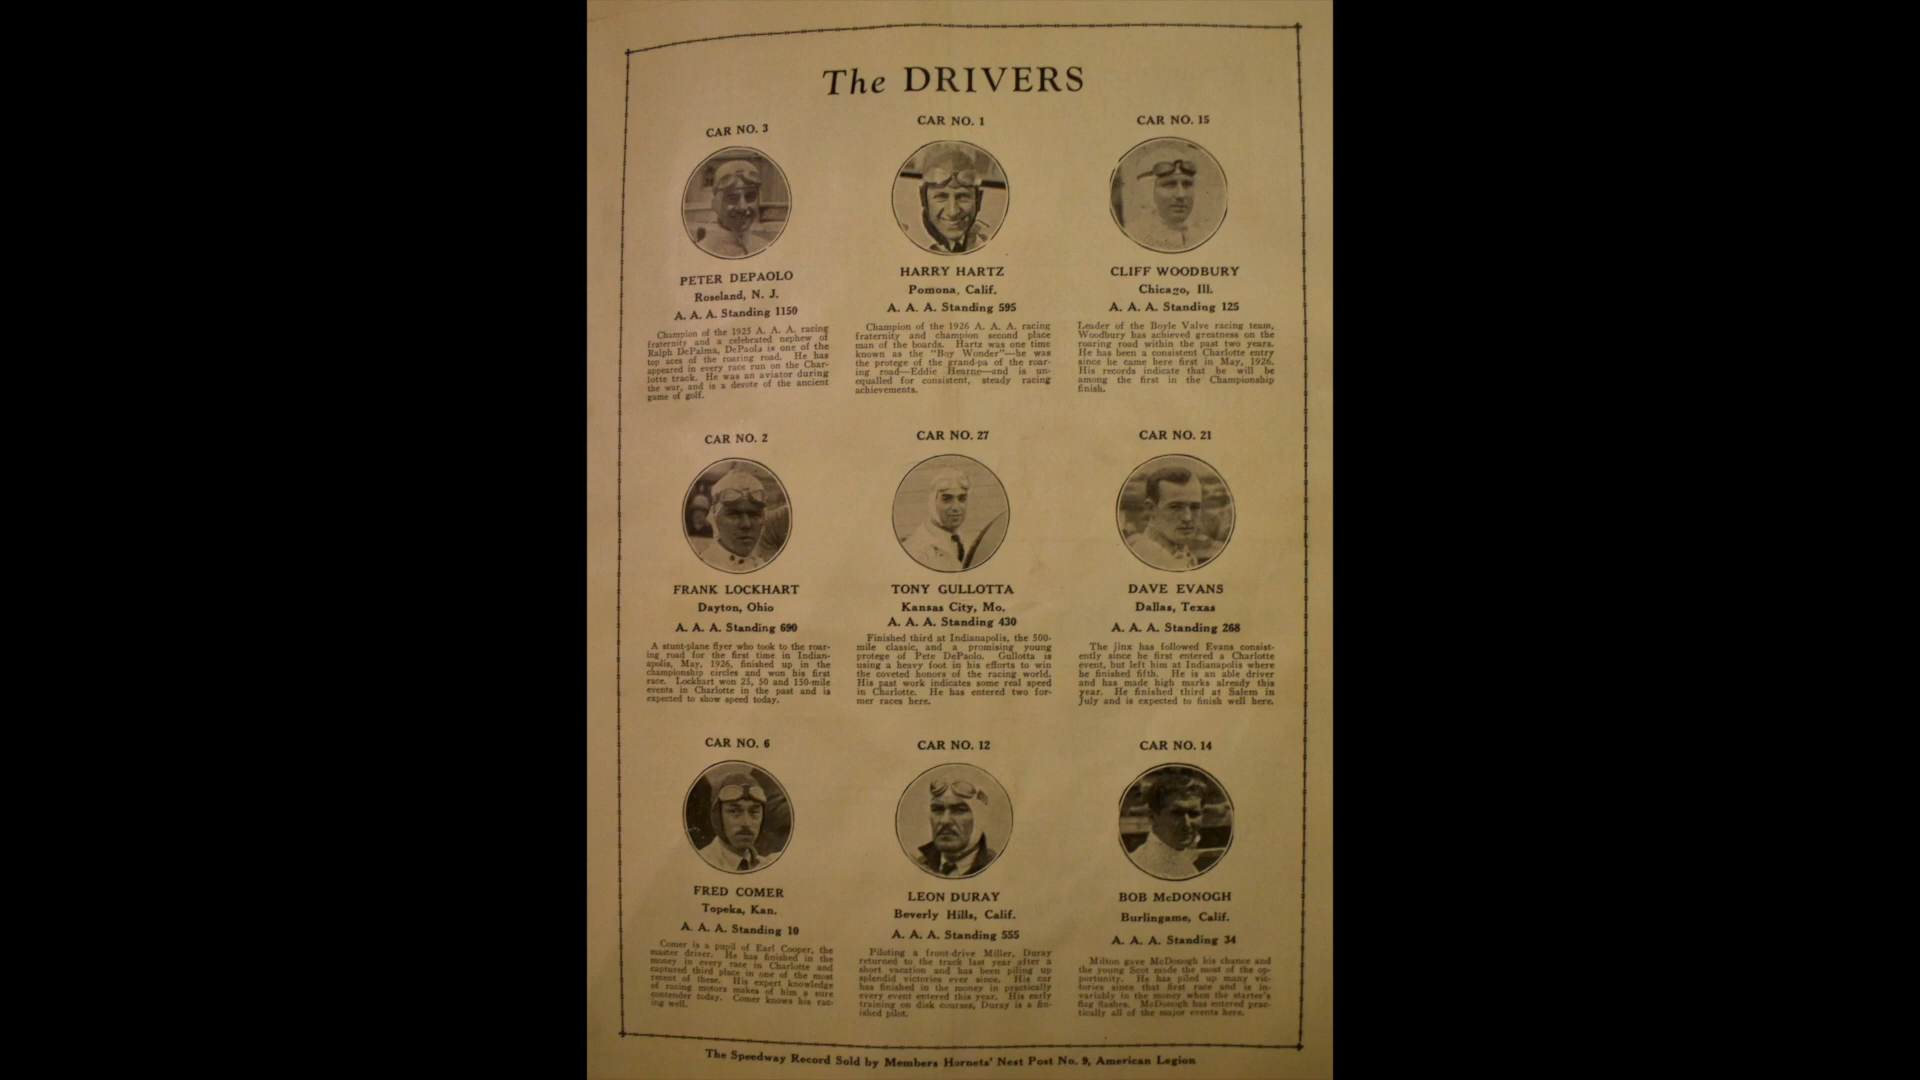 The DRIVERS
CAR NO. 3
PETER DEPAOLO
Roseland, N. J.
A. A. A. Standing 1150
Champion of the 1925 A. A. A. racing
fraternity and a celebrated nephew of
Ralph DePalma, DePaolo is one of the
top aces of the roaring road. He has
appeared in every race run on the Char-
lotte track. He was an aviator during
the war, and is a devote of the ancient
game of golf.
CAR NO. 1
HARRY HARTZ
Pomona, Calif.
A. A. A. Standing 595
Champion of the 1926 A. A. A. racing
fraternity and champion second place
man of the boards. Hartz was one time
known as the "Boy Wonder"—he was
the protege of the grand-pa of the roar-
ing road—Eddie Hearne—and is un-
equalled for consistent, steady racing
achievements.
CAR NO. 15
CLIFF WOODBURY
Chicago, Ill.
A. A. A. Standing 125
Leader of the Boyle Valve racing team,
Woodbury has achieved greatness on the
roaring road within the past two years.
He has been a consistent Charlotte entry
since he came here first in May, 1926.
His records indicate that he will be
among the first in the Championship
finish.
CAR NO. 2
FRANK LOCKHART
Dayton, Ohio
A. A. A. Standing 690
A stunt-plane flyer who took to the roar-
ing road for the first time in Indian-
apolis, May, 1926, finished up in the
championship circles and won his first
race. Lockhart won 25, 50 and 150-mile
events in Charlotte in the past and is
expected to show speed today.
CAR NO. 27
TONY GULLOTTA
Kansas City, Mo.
A. A. A. Standing 430
Finished third at Indianapolis, the 500-
mile classic, and a promising young
protege of Pete DePaolo. Gullotta is
using a heavy foot in his efforts to win
the coveted honors of the racing world.
His past work indicates some real speed
in Charlotte. He has entered two for-
mer races here.
CAR NO. 21
DAVE EVANS
Dallas, Texas
A. A. A. Standing 268
The jinx has followed Evans consist-
ently since he first entered a Charlotte
event, but left him at Indianapolis where
he finished fifth. He is an able driver
and has made high marks already this
year. He finished third at Salem in
July and is expected to finish well here.
CAR NO. 6
FRED COMER
Topeka, Kan.
A. A. A. Standing 10
Comer is a pupil of Earl Cooper, the
master driver. He has finished in the
money in every race in Charlotte and
captured third place in one of the most
recent of these. His expert knowledge
of racing motors makes of him a sure
contender today. Comer knows his rac-
ing well.
CAR NO. 12
LEON DURAY
Beverly Hills, Calif.
A. A. A. Standing 555
Piloting a front-drive Miller, Duray
returned to the track last year after a
short vacation and has been piling up
splendid victories ever since. His car
has finished in the money in practically
every event entered this year. His early
training on disk courses, Duray is a fin-
ished pilot.
CAR NO. 14
BOB McDONOGH
Burlingame, Calif.
A. A. A. Standing 34
Milton gave McDonogh his chance and
the young Scot made the most of the op-
portunity. He has piled up many vic-
tories since that first race and is in-
variably in the money when the starter's
flag flashes. McDonogh has entered prac-
tically all of the major events here.
The Speedway Record Sold by Members Hornets' Nest Post No. 9, American Legion